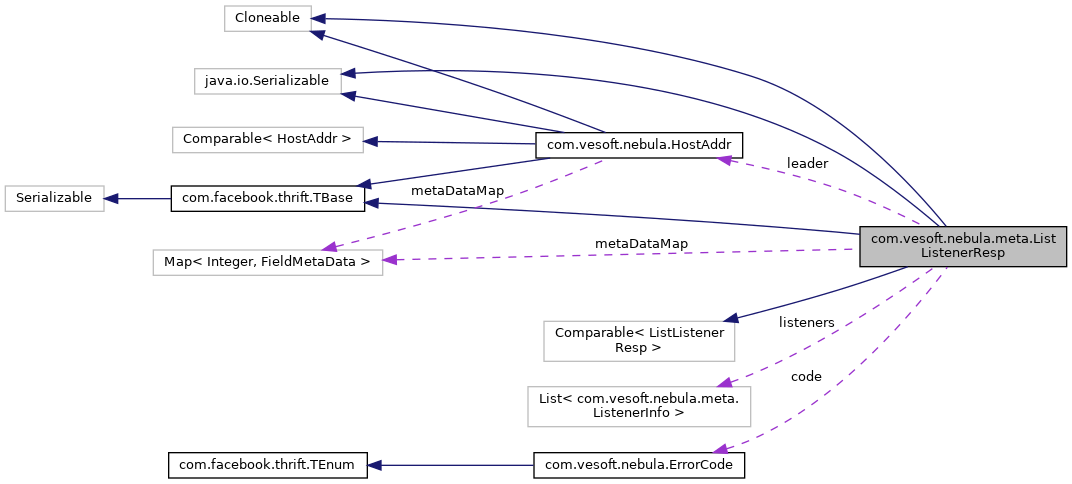 Cloneable
java.io.Serializable
Comparable< HostAddr >
com.vesoft.nebula.HostAddr
leader
metaDataMap
Serializable
com.facebook.thrift.TBase
com.vesoft.nebula.meta.List
ListenerResp
metaDataMap
Map< Integer, FieldMetaData >
Comparable< ListListener
Resp >
listeners
code
List< com.vesoft.nebula.meta.
ListenerInfo >
com.facebook.thrift.TEnum
com.vesoft.nebula.ErrorCode